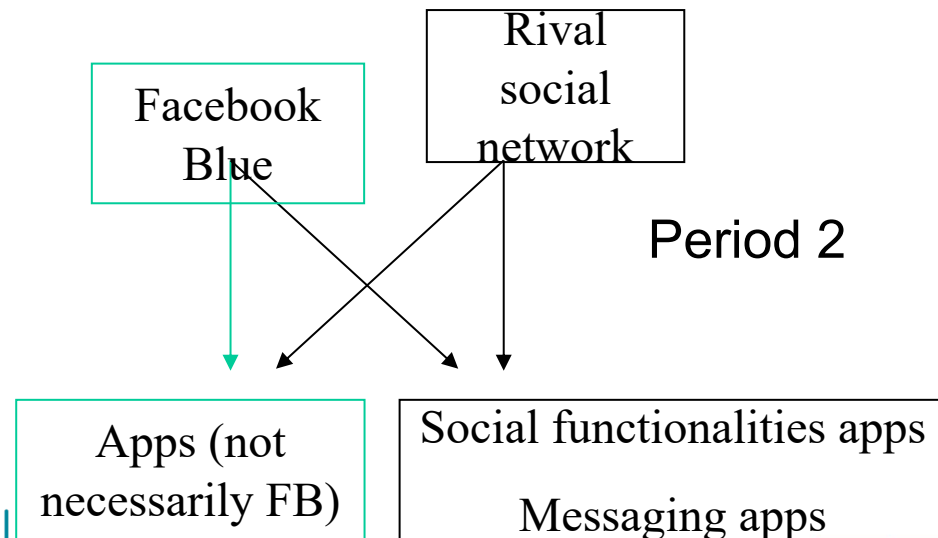 Rival
social
network
Facebook
Blue
Period 2
Apps (not
necessarily FB)
Social functionalities apps
Messaging apps